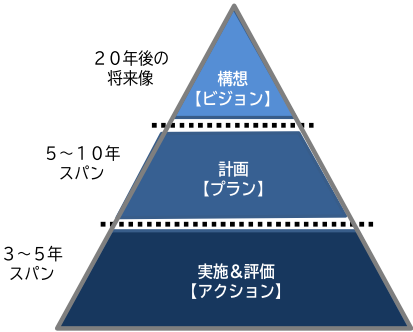 ２０年後の
将来像
構想
【ビジョン】
５～１０年
スパン
計画
【プラン】
３～５年
スパン
実施＆評価
【アクション】